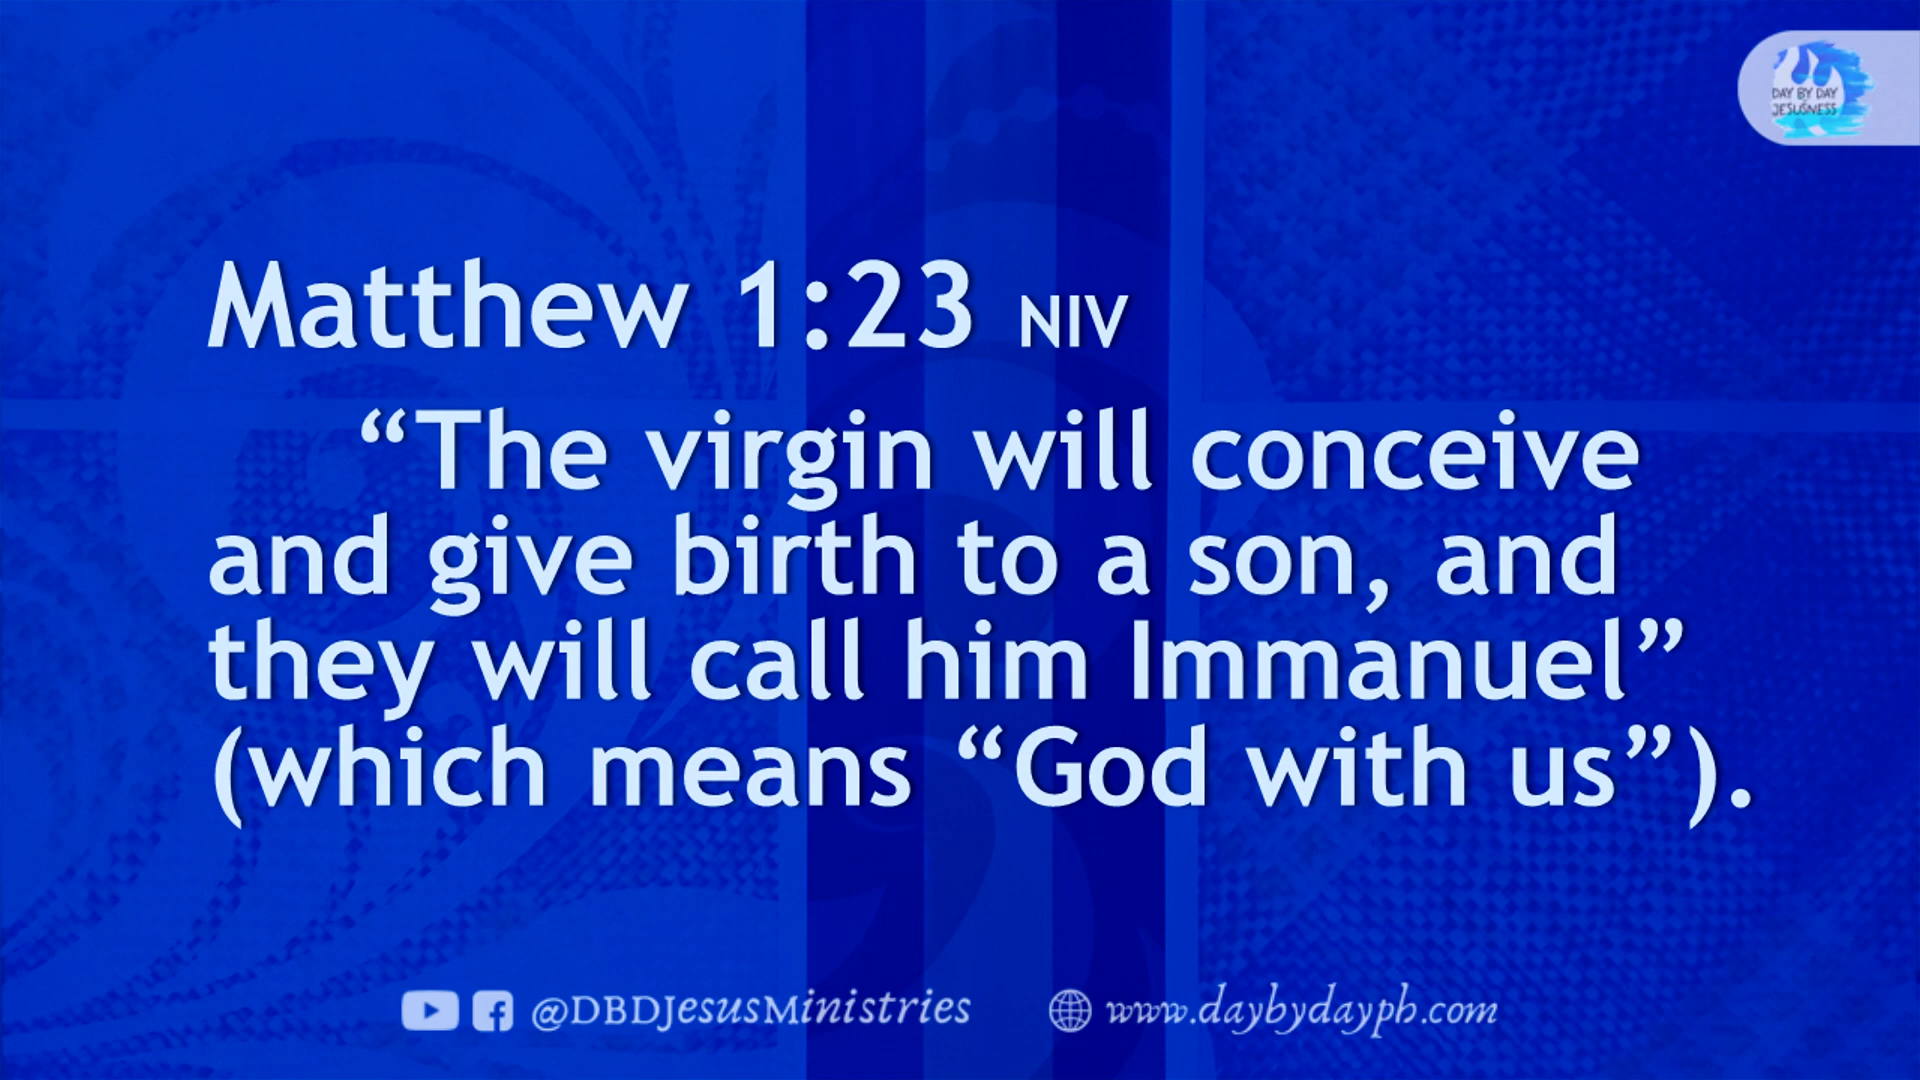 DAY BY DAY
JESUSNESS
Matthew 1:23 NIV
“The virgin will conceive
and give birth to a son, and
they will call him Immanuel”
(which means “God with us”).
@DBDJesusMinistries
www.daybydayph.com